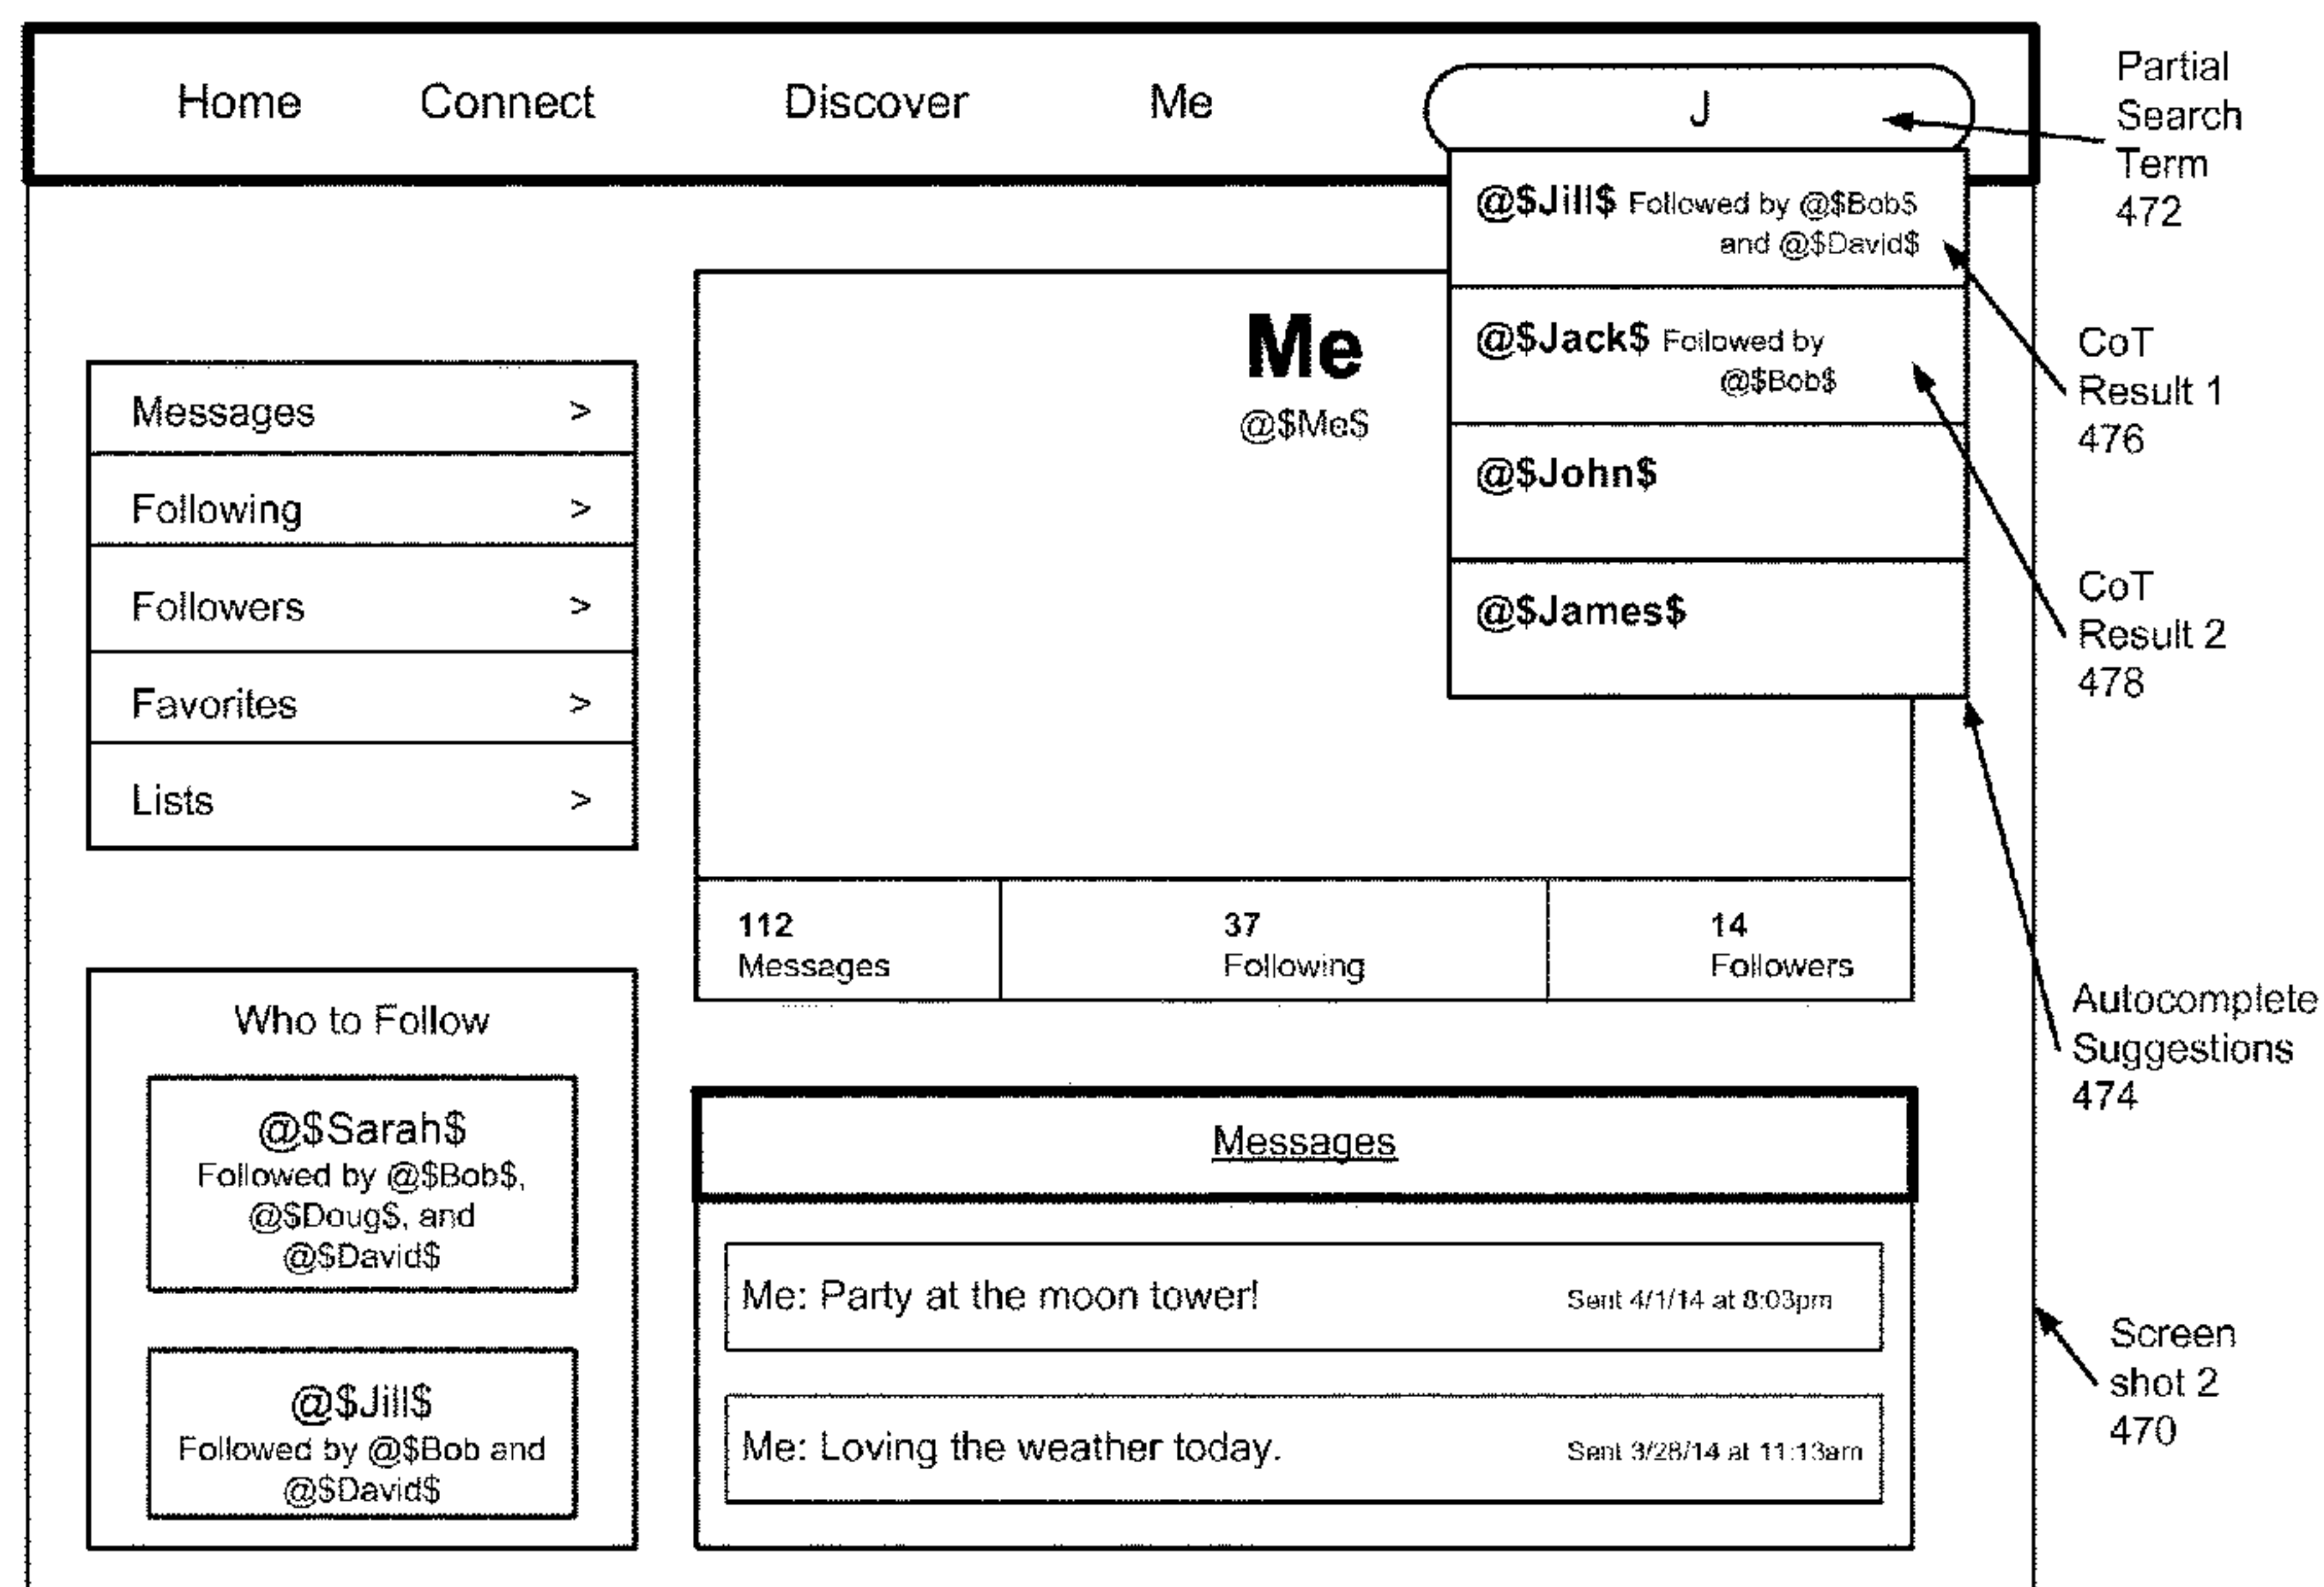 Home Connect Discover Me J
Partial
Search
Term
472
@$Jill$ Followed by @$Bob$
and @$David$
@$Jack$ Followed by
@$Bob$
@$John$
@$James$
CoT
Result 1
476
CoT
Result 2
478
Autocomplete
Suggestions
474
Me
@$Me$
Messages >
Following >
Followers >
Favorites >
Lists >
112
Messages
37
Following
14
Followers
Who to Follow
@$Sarah$
Followed by @$Bob$,
@$Doug$, and
@$David$
@$Jill$
Followed by @$Bob and
@$David$
Messages
Me: Party at the moon tower! Sent 4/1/14 at 8:03pm
Me: Loving the weather today. Sent 3/28/14 at 11:13am
Screen
shot 2
470